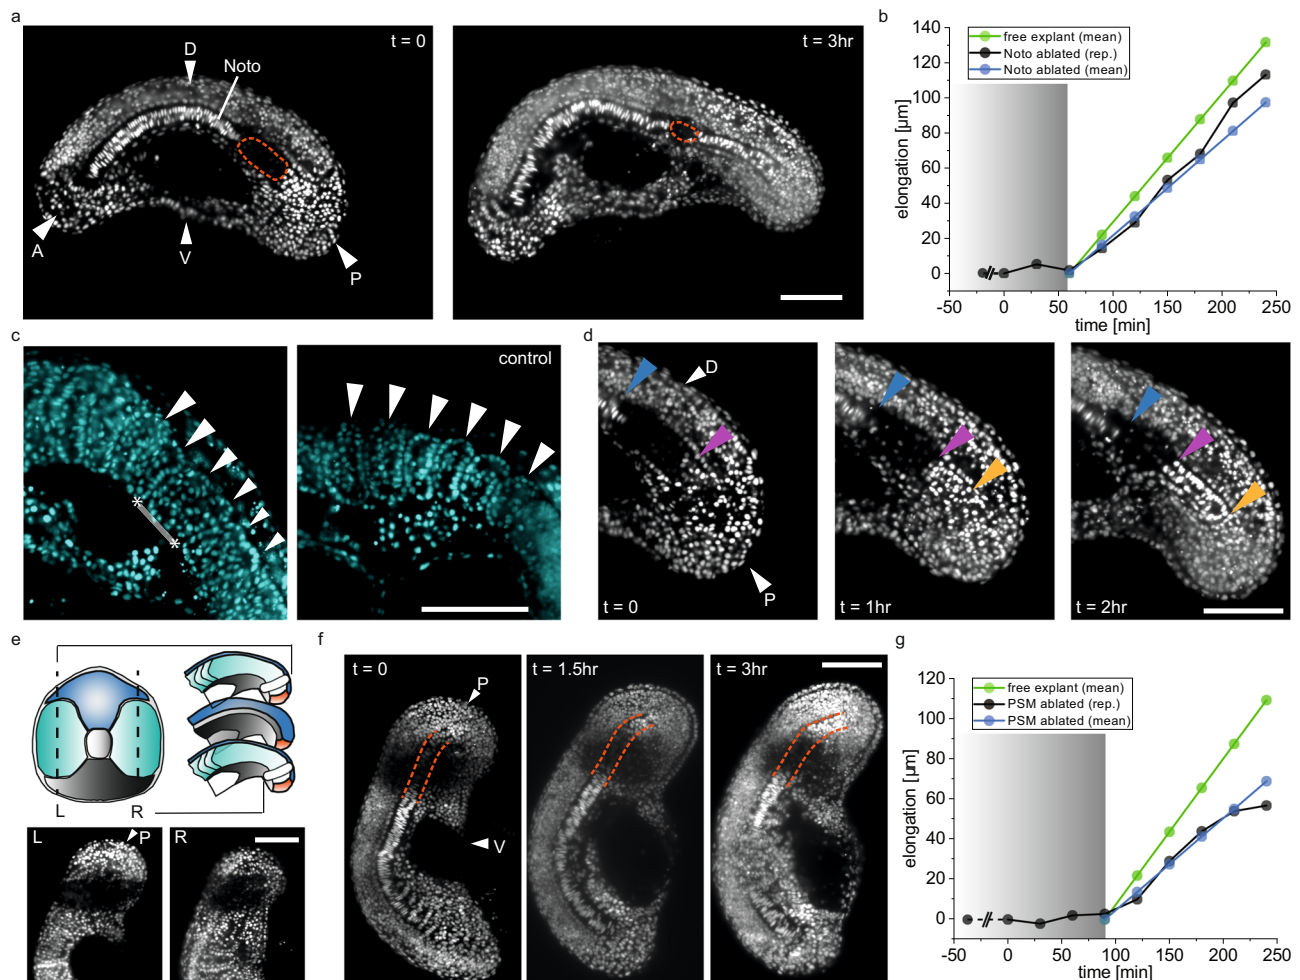 a
t = 0
D
Noto
A
V
P
t = 3hr
b
free explant (mean)
Noto ablated (rep.)
Noto ablated (mean)
elongation [µm]
140
120
100
80
60
40
20
0
-50 0 50 100 150 200 250
time [min]
c
control
*
*
d
D
P
t = 0
t = 1hr
t = 2hr
e
L R
L
P
R
f
t = 0
P
V
t = 1.5hr
t = 3hr
g
free explant (mean)
PSM ablated (rep.)
PSM ablated (mean)
elongation [µm]
120
100
80
60
40
20
0
0 50 100 150 200 250
time [min]